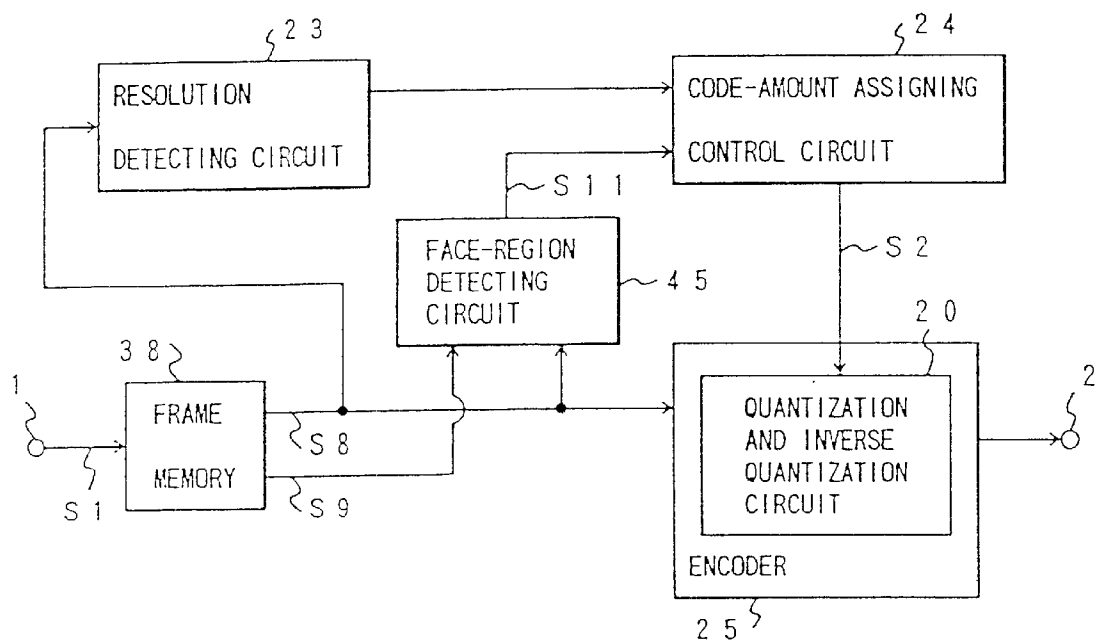 23
24
RESOLUTION
DETECTING CIRCUIT
CODE-AMOUNT ASSIGNING
CONTROL CIRCUIT
S11
FACE-REGION
DETECTING
CIRCUIT
45
S2
20
38
1
FRAME
MEMORY
S1
S8
S9
QUANTIZATION
AND INVERSE
QUANTIZATION
CIRCUIT
ENCODER
2
25